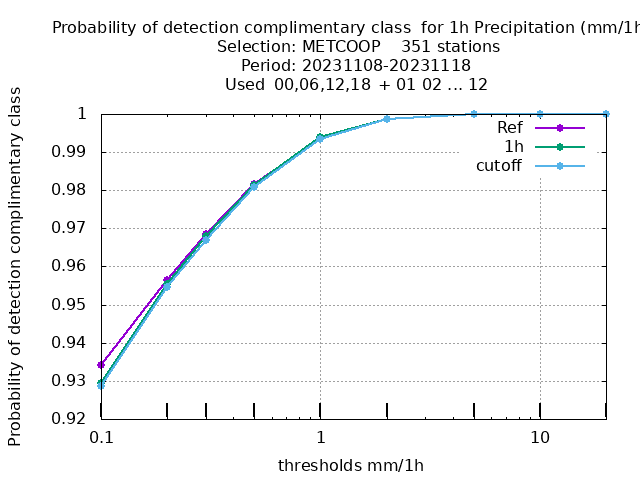 Probability of detection complimentary class for 1h Precipitation (mm/1h
Selection: METCOOP 351 stations
Period: 20231108-20231118
Used 00,06,12,18 + 01 02 ... 12
Probability of detection complimentary class
1
0.99
0.98
0.97
0.96
0.95
0.94
0.93
0.92
Ref
1h
cutoff
0.1 1 10
thresholds mm/1h